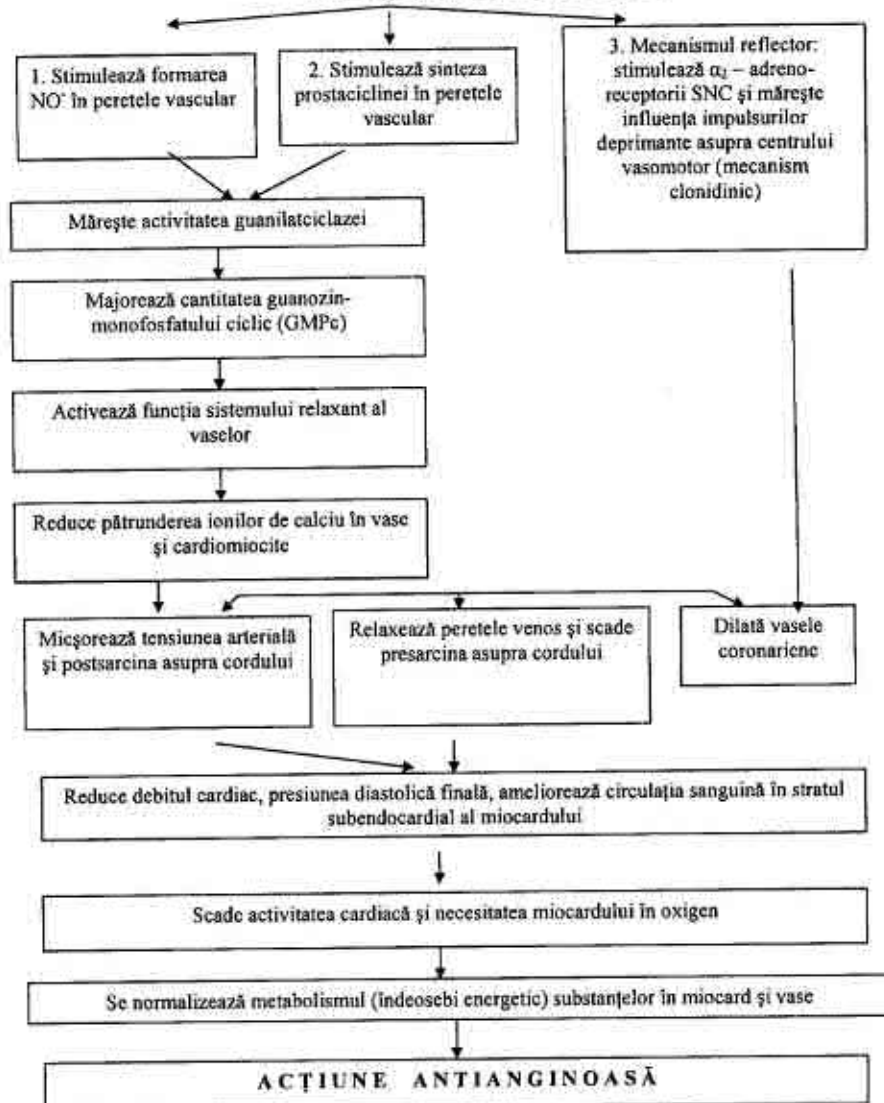 1. Stimulează formarea
NO· în peretele vascular
2. Stimulează sinteza
prostaciclinei în peretele
vascular
3. Mecanismul reflector:
stimulează α₂ – adreno-
receptorii SNC și mărește
influența impulsurilor
deprimante asupra centrului
vasomotor (mecanism
clonidinic)
Mărește activitatea guanilatciclazei
Majorează cantitatea guanozin-
monofosfatului ciclic (GMPc)
Activează funcția sistemului relaxant al
vaselor
Reduce pătrunderea ionilor de calciu în vase
și cardiomiocite
Micșorează tensiunea arterială
și postsarcina asupra cordului
Relaxează peretele venos și scade
presarcina asupra cordului
Dilată vasele
coronariene
Reduce debitul cardiac, presiunea diastolică finală, ameliorează circulația sanguină în stratul
subendocardial al miocardului
Scade activitatea cardiacă și necesitatea miocardului în oxigen
Se normalizează metabolismul (îndeosebi energetic) substanțelor în miocard și vase
ACȚIUNE ANTIANGINOASĂ